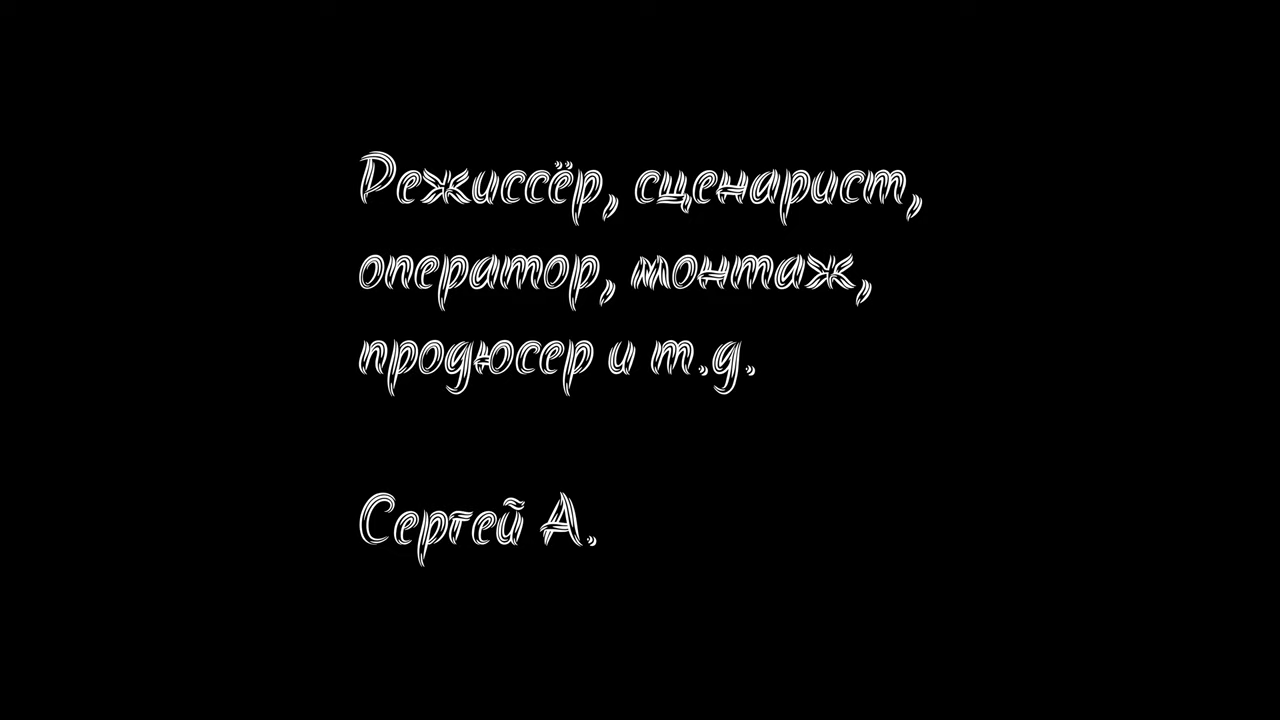 Режиссёр, сценарист,
оператор, монтаж,
продюсер и т.д.
Сергей А.